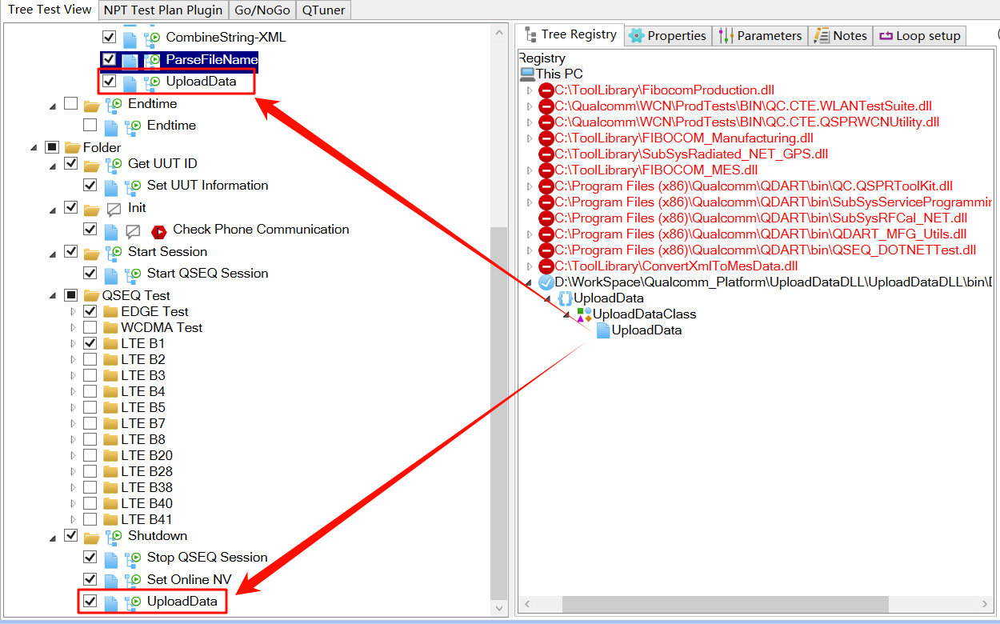 Tree Test View NPT Test Plan Plugin Go/NoGo QTuner
CombineString-XML
ParseFileName
UploadData
Endtime
Endtime
Folder
Get UUT ID
Set UUT Information
Init
Check Phone Communication
Start Session
Start QSEQ Session
QSEQ Test
EDGE Test
WCDMA Test
LTE B1
LTE B2
LTE B3
LTE B4
LTE B5
LTE B7
LTE B8
LTE B20
LTE B28
LTE B38
LTE B40
LTE B41
Shutdown
Stop QSEQ Session
Set Online NV
UploadData
Tree Registry Properties Parameters Notes Loop setup
Registry
This PC
C:\ToolLibrary\FibocomProduction.dll
C:\Qualcomm\WCN\ProdTests\BIN\QC.CTE.WLANTestSuite.dll
C:\Qualcomm\WCN\ProdTests\BIN\QC.CTE.QSPRWCNUtility.dll
C:\ToolLibrary\FIBOCOM_Manufacturing.dll
C:\ToolLibrary\SubSysRadiated_NET_GPS.dll
C:\ToolLibrary\FIBOCOM_MES.dll
C:\Program Files (x86)\Qualcomm\QDART\bin\QC.QSPRToolKit.dll
C:\Program Files (x86)\Qualcomm\QDART\bin\SubSysServiceProgrammin
C:\Program Files (x86)\Qualcomm\QDART\bin\SubSysRFCal_NET.dll
C:\Program Files (x86)\Qualcomm\QDART\bin\QDART_MFG_Utils.dll
C:\Program Files (x86)\Qualcomm\QDART\bin\QSEQ_DOTNETTest.dll
C:\ToolLibrary\ConvertXmlToMesData.dll
D:\WorkSpace\Qualcomm_Platform\UploadDataDLL\UploadDataDLL\bin\D
UploadData
UploadDataClass
UploadData